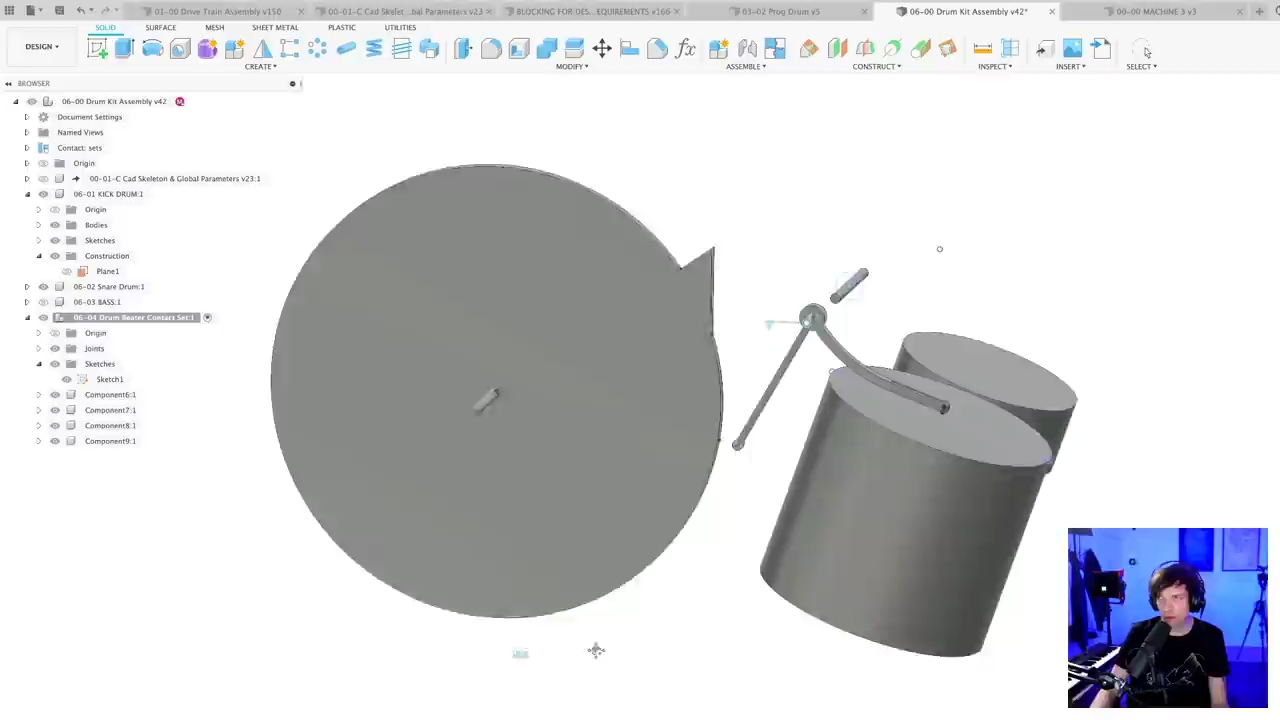 01-00 Drive Train Assembly v150
00-01-C Cad Skelet...bal Parameters v23
BLOCKING FOR DES...EQUIREMENTS v166
03-02 Prog Drum v5
06-00 Drum Kit Assembly v42*
00-00 MACHINE 3 v3
SOLID SURFACE MESH SHEET METAL PLASTIC UTILITIES
DESIGN
CREATE MODIFY ASSEMBLE CONSTRUCT INSPECT INSERT SELECT
BROWSER
06-00 Drum Kit Assembly v42
Document Settings
Named Views
Contact: sets
Origin
00-01-C Cad Skeleton & Global Parameters v23:1
06-01 KICK DRUM:1
Origin
Bodies
Sketches
Construction
Plane1
06-02 Snare Drum:1
06-03 BASS:1
06-04 Drum Beater Contact Set:1
Origin
Joints
Sketches
Sketch1
Component6:1
Component7:1
Component8:1
Component9:1